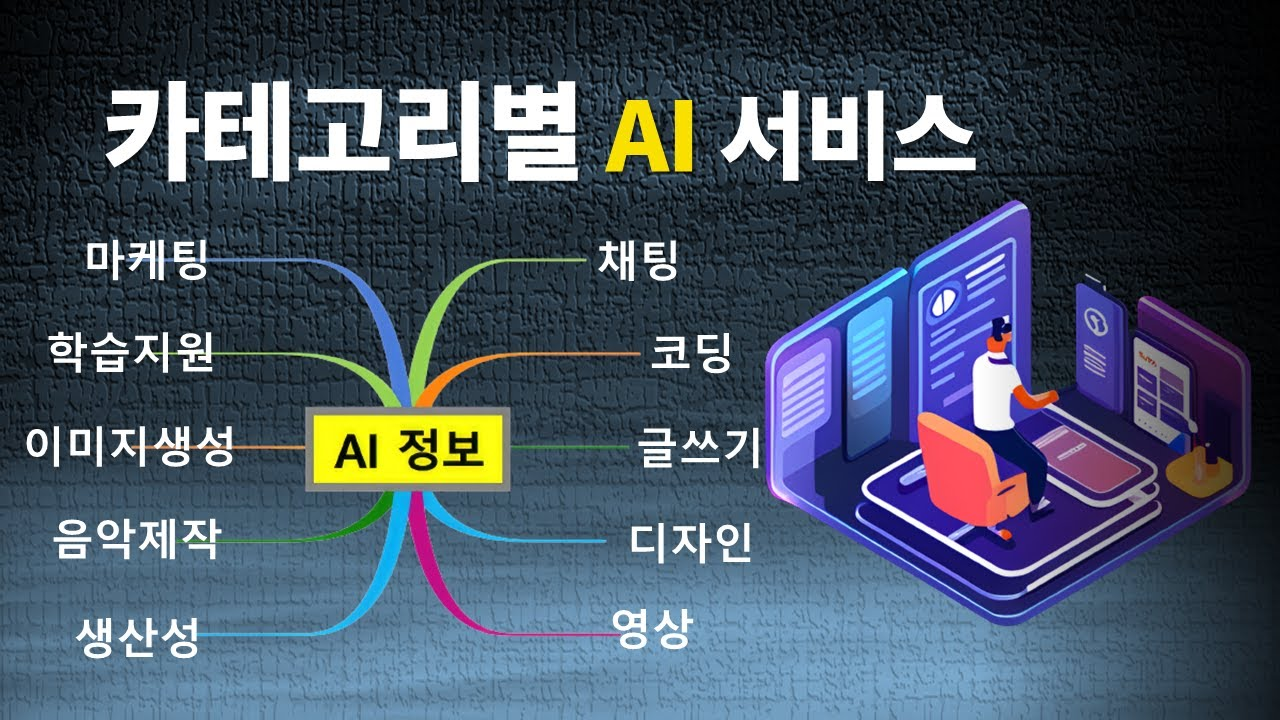 카테고리별 AI 서비스
마케팅
학습지원
이미지생성
음악제작
생산성
AI 정보
채팅
코딩
글쓰기
디자인
영상